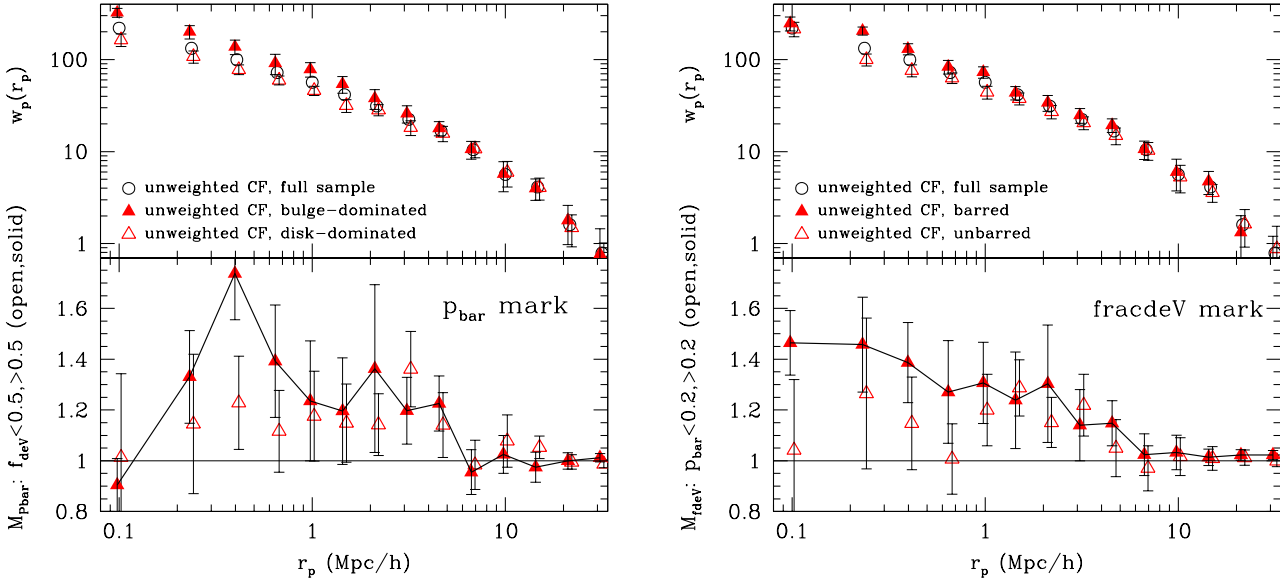 w_p(r_p)
100
10
1
unweighted CF, full sample
unweighted CF, bulge-dominated
unweighted CF, disk-dominated
M_Pbar: f_deV<0.5,>0.5 (open,solid)
1.6
1.4
1.2
1
0.8
p_bar mark
0.1
1
10
r_p (Mpc/h)
w_p(r_p)
100
10
1
unweighted CF, full sample
unweighted CF, barred
unweighted CF, unbarred
M_fdeV: p_bar<0.2,>0.2 (open,solid)
1.6
1.4
1.2
1
0.8
fracdeV mark
0.1
1
10
r_p (Mpc/h)